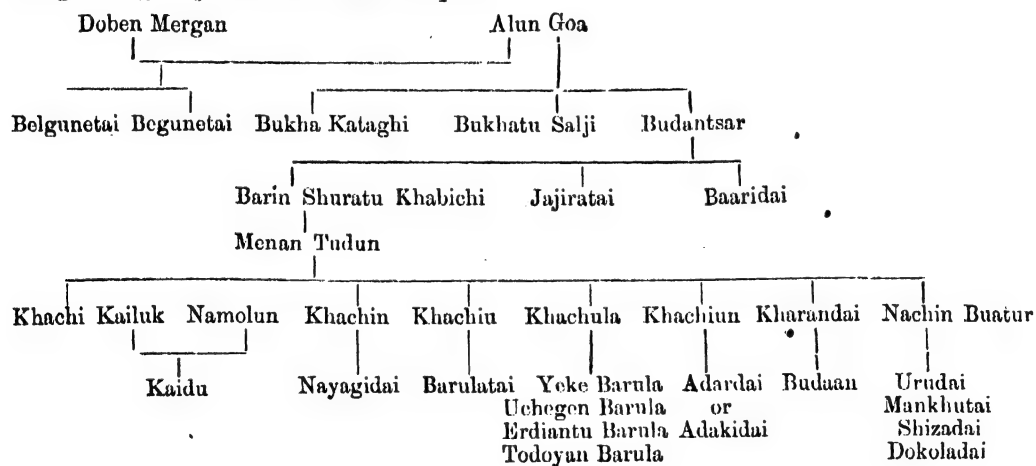 Doben Mergan Alun Goa
Belgunetai Begunetai Bukha Kataghi Bukhatu Salji Budantsar
Barin Shuratu Khabichi Jajiratai Baaridai
Menan Tudun
Khachi Kailuk Namolun Khachin Khachiu Khachula Khachiun Kharandai Nachin Buatur
Kaidu Nayagidai Barulatai Yeke Barula Adardai Budaan Urudai
Uchegen Barula or Mankhutai
Erdiantu Barula Adakidai Shizadai
Todoyan Barula Dokoladai